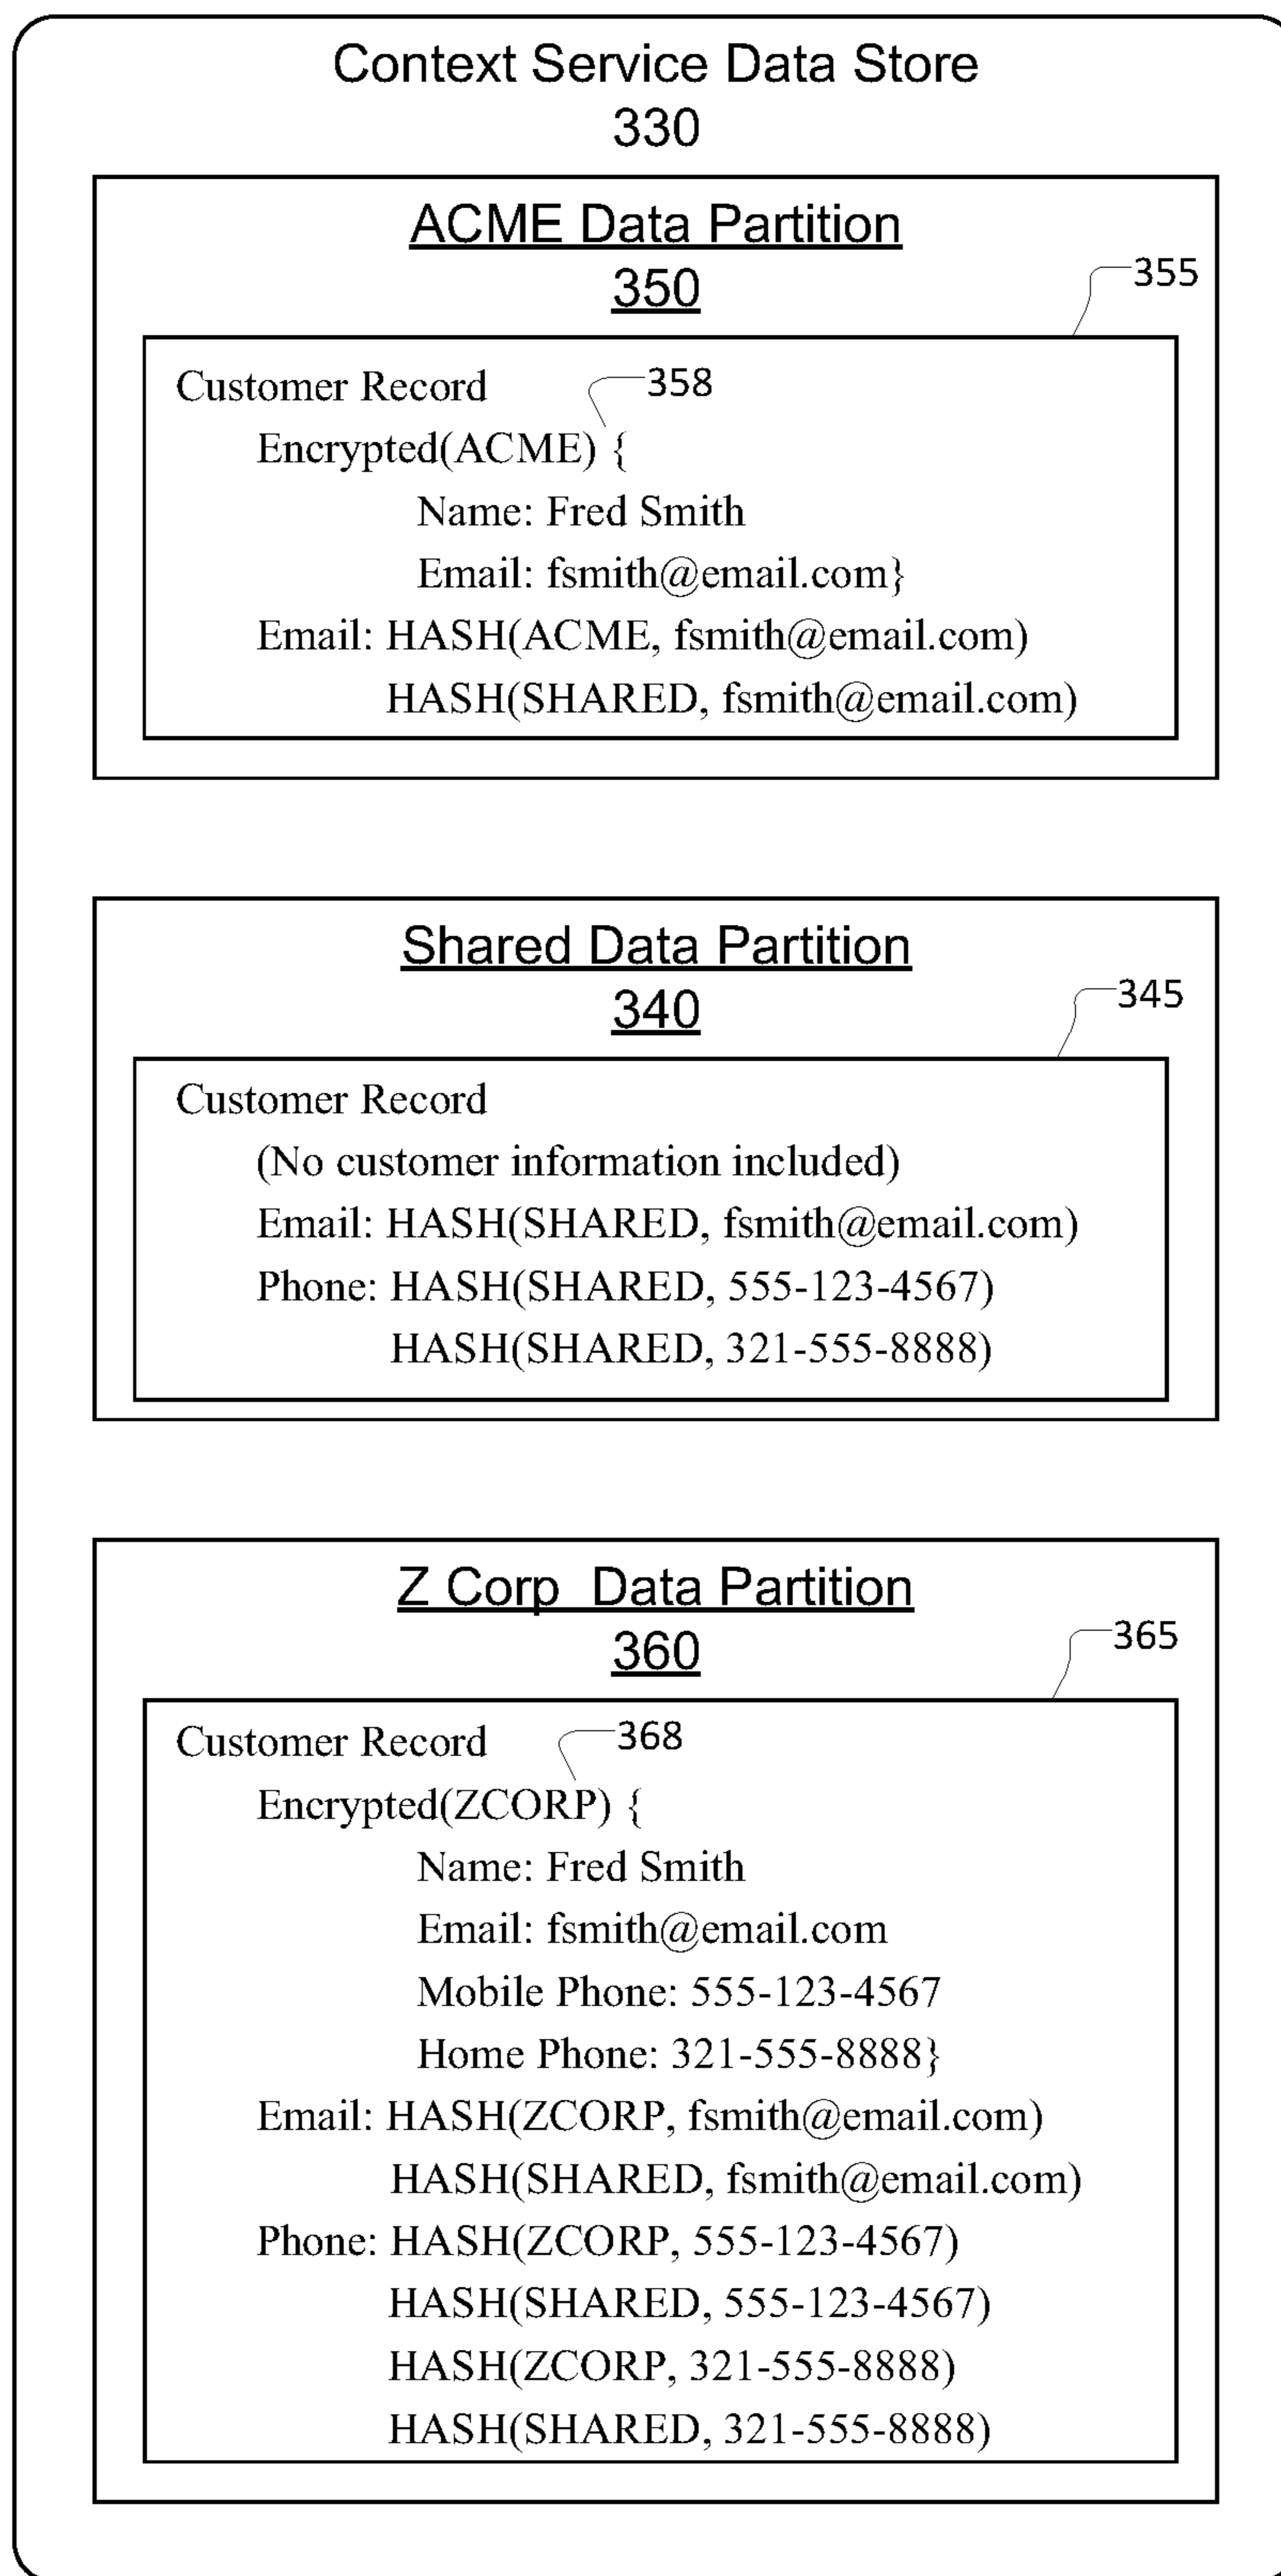 Context Service Data Store
330
ACME Data Partition
350
355
Customer Record
358
Encrypted(ACME) {
Name: Fred Smith
Email: fsmith@email.com}
Email: HASH(ACME, fsmith@email.com)
HASH(SHARED, fsmith@email.com)
Shared Data Partition
340
345
Customer Record
(No customer information included)
Email: HASH(SHARED, fsmith@email.com)
Phone: HASH(SHARED, 555-123-4567)
HASH(SHARED, 321-555-8888)
Z Corp Data Partition
360
365
Customer Record
368
Encrypted(ZCORP) {
Name: Fred Smith
Email: fsmith@email.com
Mobile Phone: 555-123-4567
Home Phone: 321-555-8888}
Email: HASH(ZCORP, fsmith@email.com)
HASH(SHARED, fsmith@email.com)
Phone: HASH(ZCORP, 555-123-4567)
HASH(SHARED, 555-123-4567)
HASH(ZCORP, 321-555-8888)
HASH(SHARED, 321-555-8888)